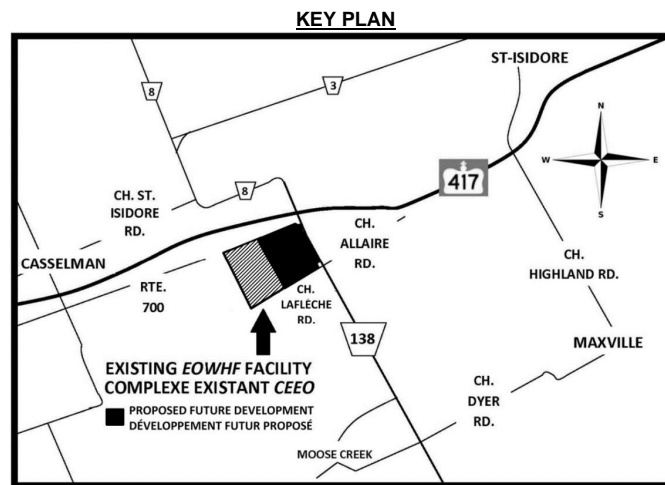 KEY PLAN
ST-ISIDORE
8
3
N
W
E
S
417
8
CH. ST.
ISIDORE
RD.
CH.
ALLAIRE
RD.
CASSELMAN
RTE.
700
CH.
LAFLÈCHE
RD.
CH.
HIGHLAND RD.
138
MAXVILLE
EXISTING EOWHF FACILITY
COMPLEXE EXISTANT CEEO
PROPOSED FUTURE DEVELOPMENT
DÉVELOPPEMENT FUTUR PROPOSÉ
CH.
DYER
RD.
MOOSE CREEK